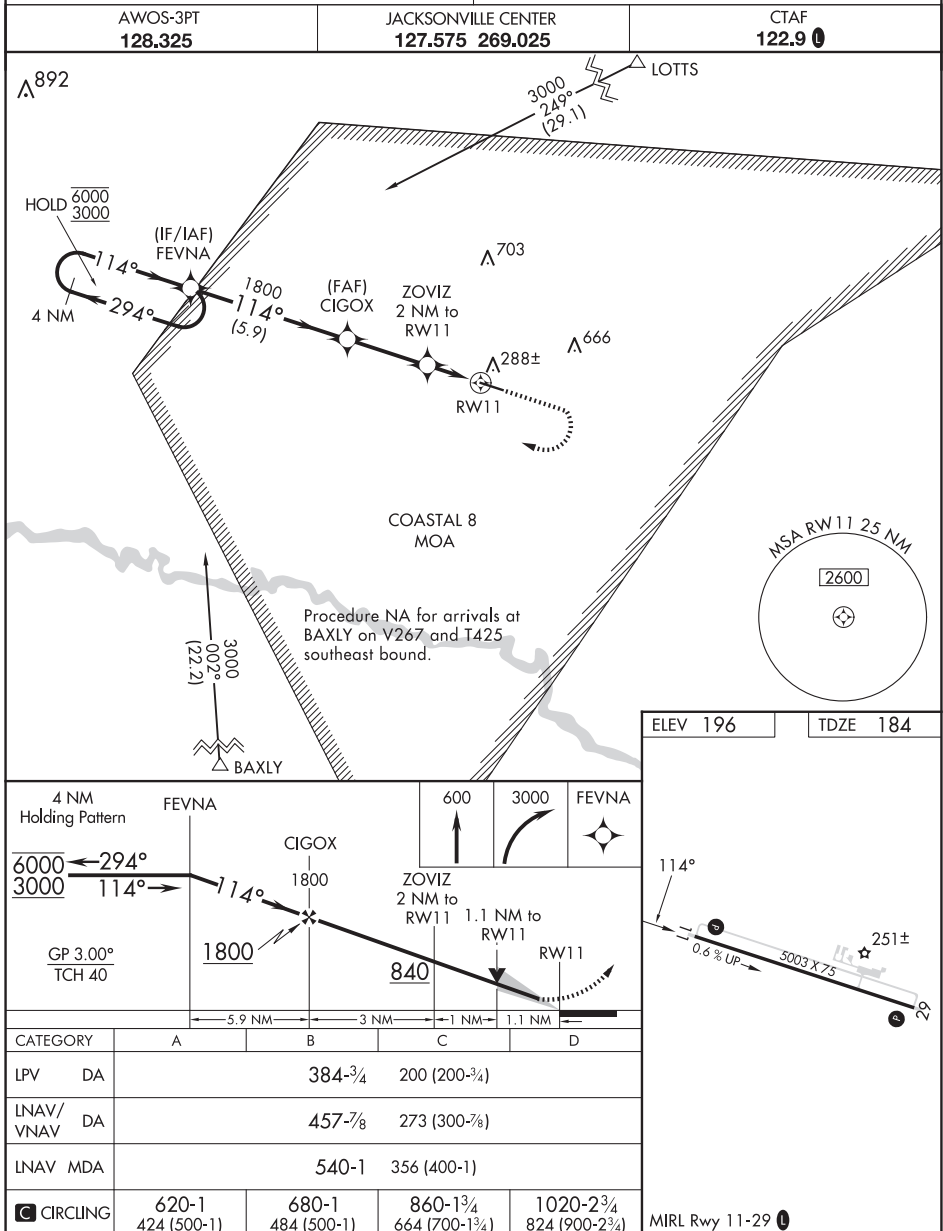 AWOS-3PT
128.325
JACKSONVILLE CENTER
127.575 269.025
CTAF
122.9 L
892
LOTTS
3000
249°
(29.1)
HOLD 6000
3000
(IF/IAF)
FEVNA
114°
294°
4 NM
1800
114°
(5.9)
(FAF)
CIGOX
ZOVIZ
2 NM to
RW11
703
666
288±
RW11
COASTAL 8
MOA
MSA RW11 25 NM
2600
Procedure NA for arrivals at
BAXLY on V267 and T425
southeast bound.
3000
002°
(22.2)
BAXLY
ELEV 196
TDZE 184
4 NM
Holding Pattern
FEVNA
600
3000
FEVNA
6000
3000
294°
114°
114°
CIGOX
1800
1800
ZOVIZ
2 NM to
RW11
1.1 NM to
RW11
RW11
840
GP 3.00°
TCH 40
5.9 NM
3 NM
1 NM
1.1 NM
114°
11
P
0.6 % UP
5003 X 75
251±
29
P
CATEGORY A B C D
LPV DA 384-¾ 200 (200-¾)
LNAV/
VNAV DA 457-⅞ 273 (300-⅞)
LNAV MDA 540-1 356 (400-1)
C CIRCLING 620-1 680-1 860-1¾ 1020-2¾
424 (500-1) 484 (500-1) 664 (700-1¾) 824 (900-2¾)
MIRL Rwy 11-29 L